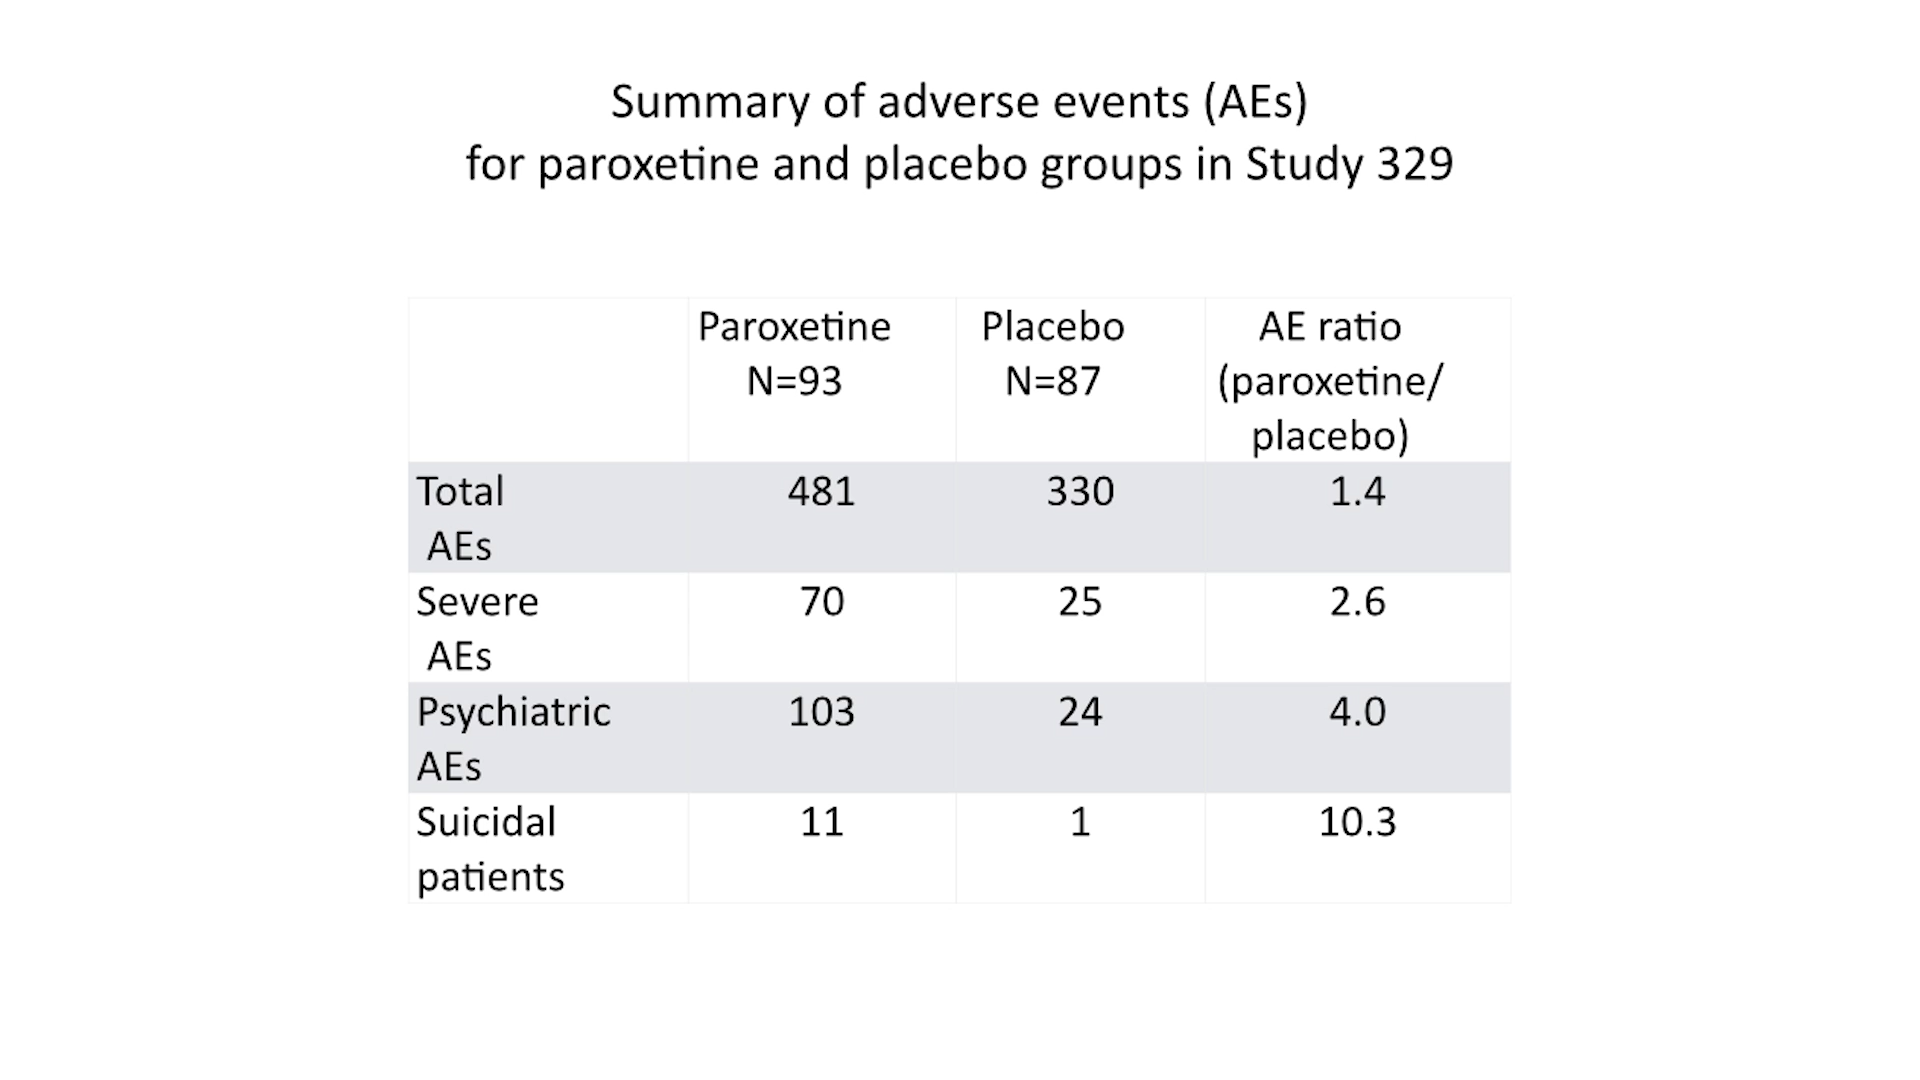 Summary of adverse events (AEs)
for paroxetine and placebo groups in Study 329
Paroxetine
N=93
Placebo
N=87
AE ratio
(paroxetine/
placebo)
Total
AEs
481
330
1.4
Severe
AEs
70
25
2.6
Psychiatric
AEs
103
24
4.0
Suicidal
patients
11
1
10.3